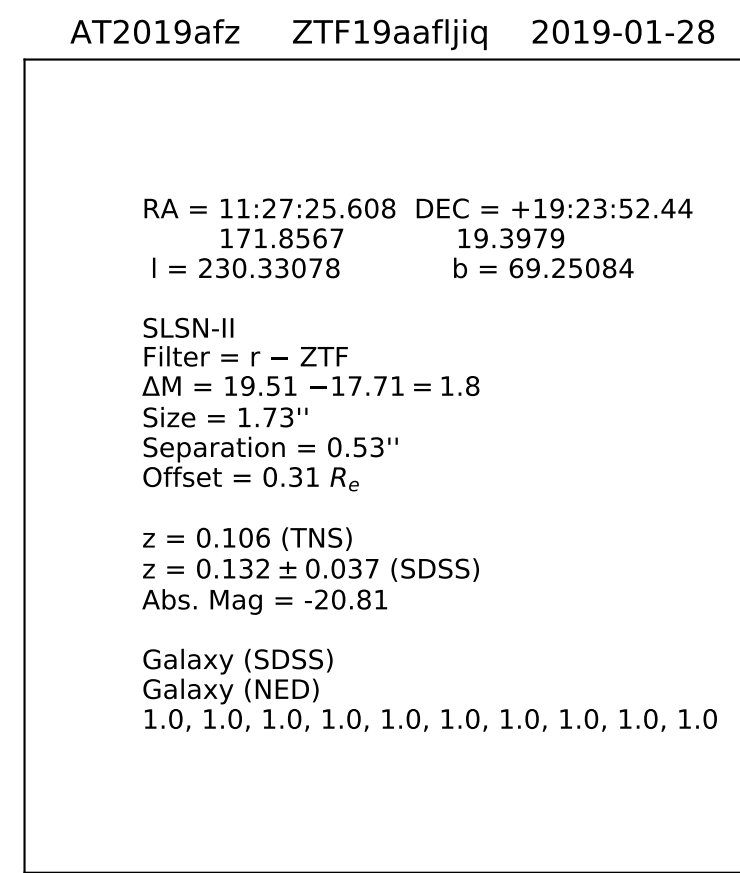 AT2019afz ZTF19aafljiq 2019-01-28
RA = 11:27:25.608 DEC = +19:23:52.44
171.8567 19.3979
l = 230.33078 b = 69.25084
SLSN-II
Filter = r − ZTF
ΔM = 19.51 −17.71 = 1.8
Size = 1.73''
Separation = 0.53''
Offset = 0.31 Rₑ
z = 0.106 (TNS)
z = 0.132 ± 0.037 (SDSS)
Abs. Mag = -20.81
Galaxy (SDSS)
Galaxy (NED)
1.0, 1.0, 1.0, 1.0, 1.0, 1.0, 1.0, 1.0, 1.0, 1.0